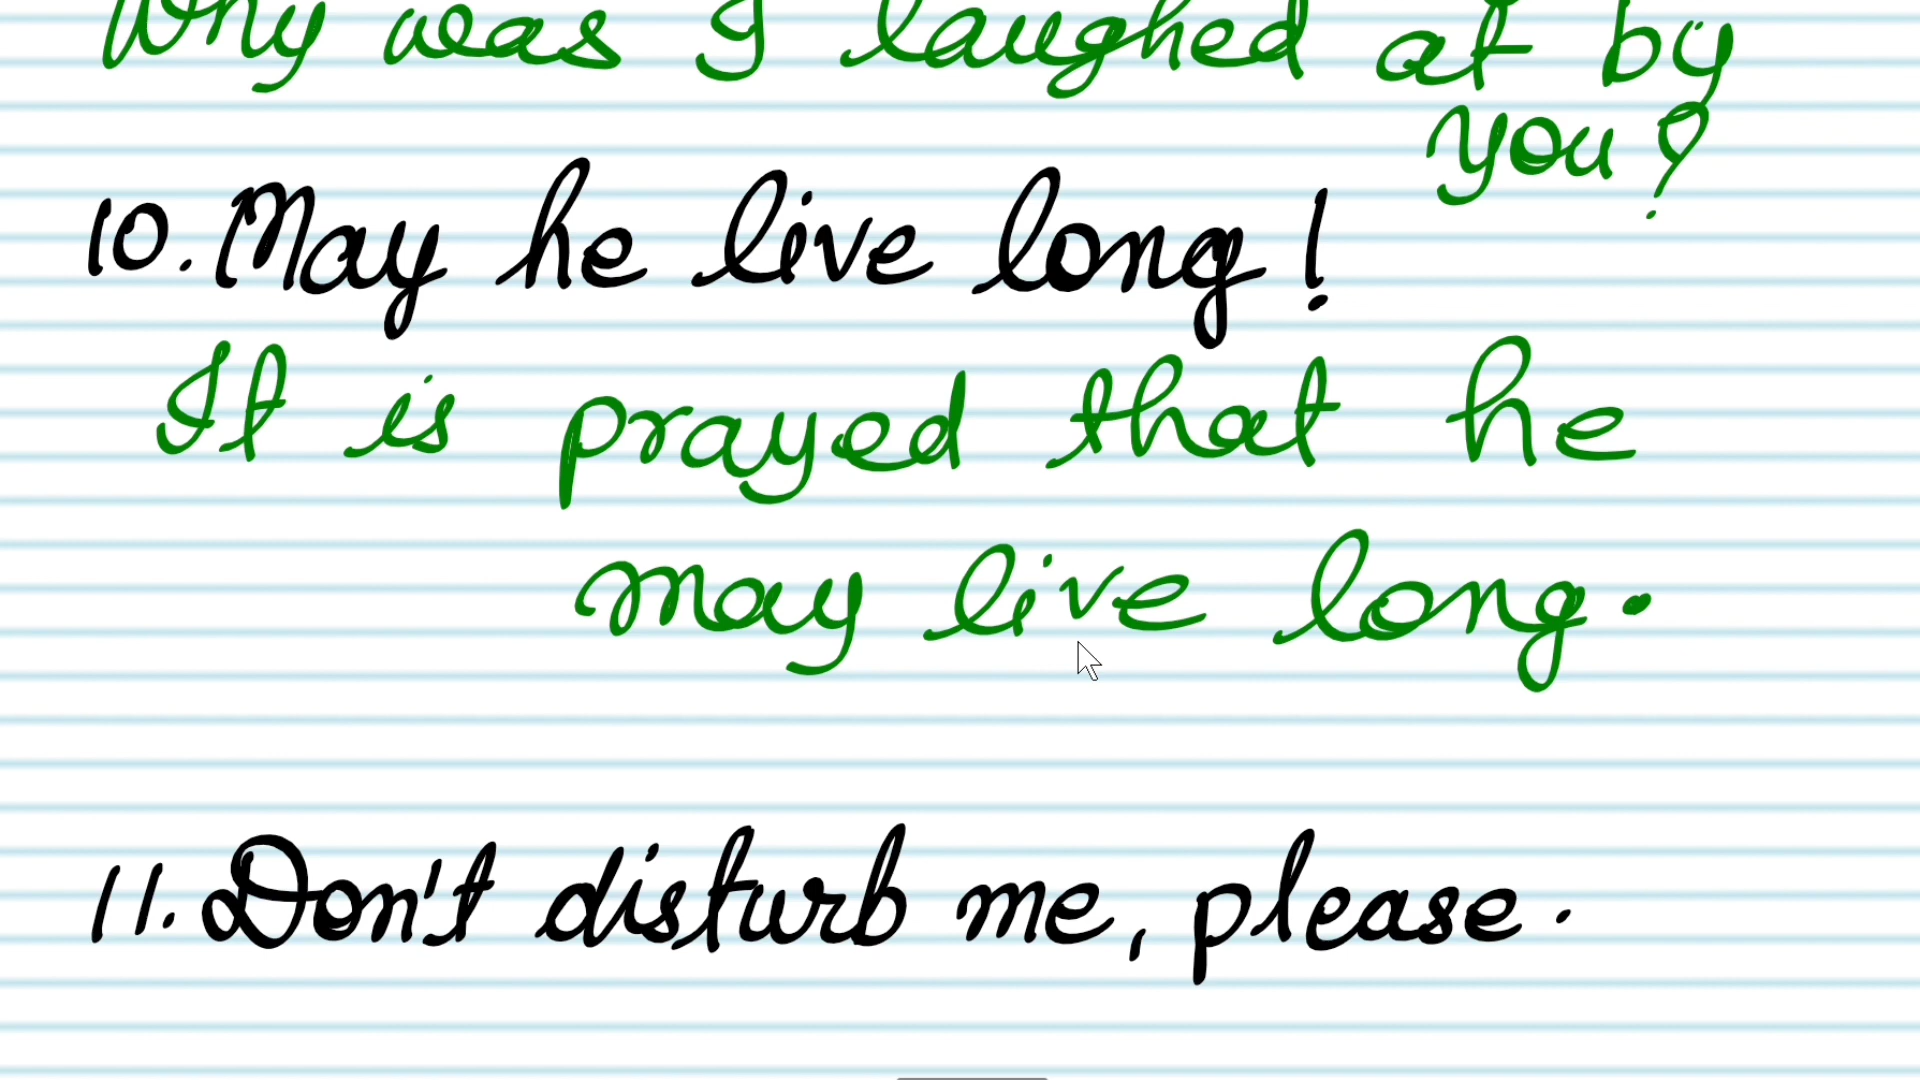 Why was I laughed at by
you?
10. May he live long!
It is prayed that he
may live long.
11. Don't disturb me, please.